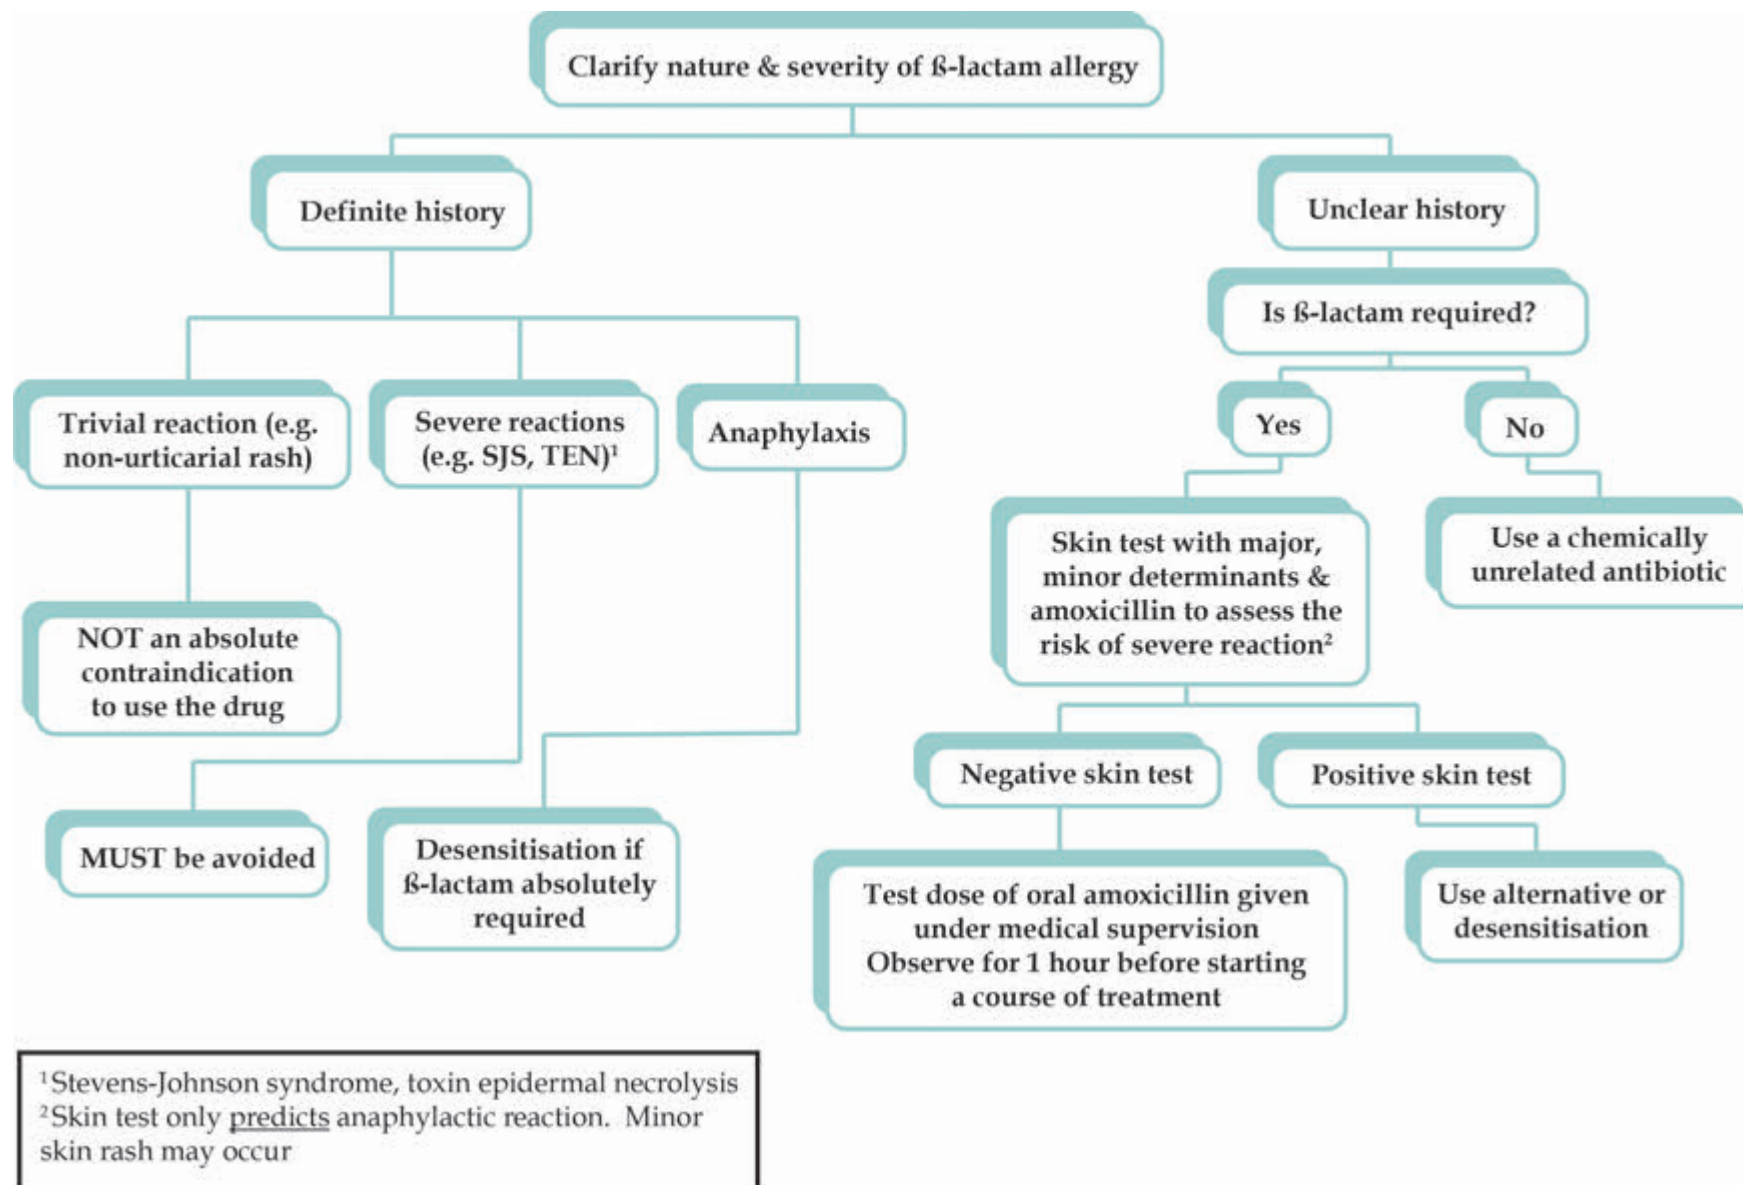 Clarify nature & severity of ß-lactam allergy
Definite history
Unclear history
Is ß-lactam required?
Trivial reaction (e.g.
non-urticarial rash)
Severe reactions
(e.g. SJS, TEN)¹
Anaphylaxis
Yes
No
NOT an absolute
contraindication
to use the drug
Skin test with major,
minor determinants &
amoxicillin to assess the
risk of severe reaction²
Use a chemically
unrelated antibiotic
Negative skin test
Positive skin test
MUST be avoided
Desensitisation if
ß-lactam absolutely
required
Test dose of oral amoxicillin given
under medical supervision
Observe for 1 hour before starting
a course of treatment
Use alternative or
desensitisation
¹Stevens-Johnson syndrome, toxin epidermal necrolysis
²Skin test only predicts anaphylactic reaction. Minor
skin rash may occur